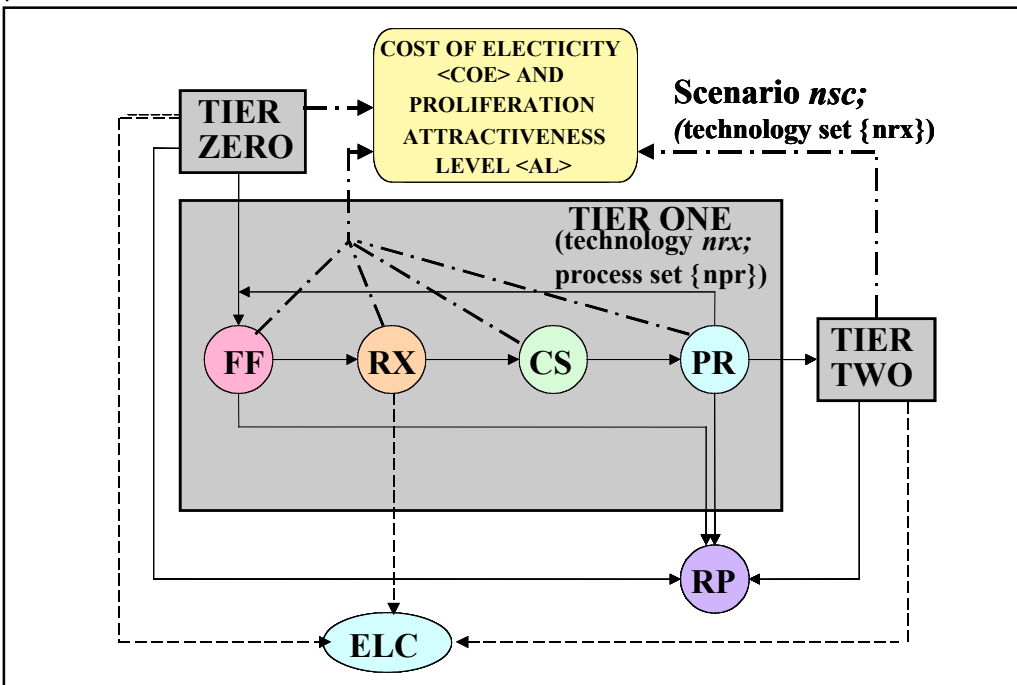 COST OF ELECTICITY
<COE> AND
PROLIFERATION
ATTRACTIVENESS
LEVEL <AL>
Scenario nsc;
(technology set {nrx})
TIER
ZERO
TIER ONE
(technology nrx;
process set {npr})
FF
RX
CS
PR
TIER
TWO
RP
ELC